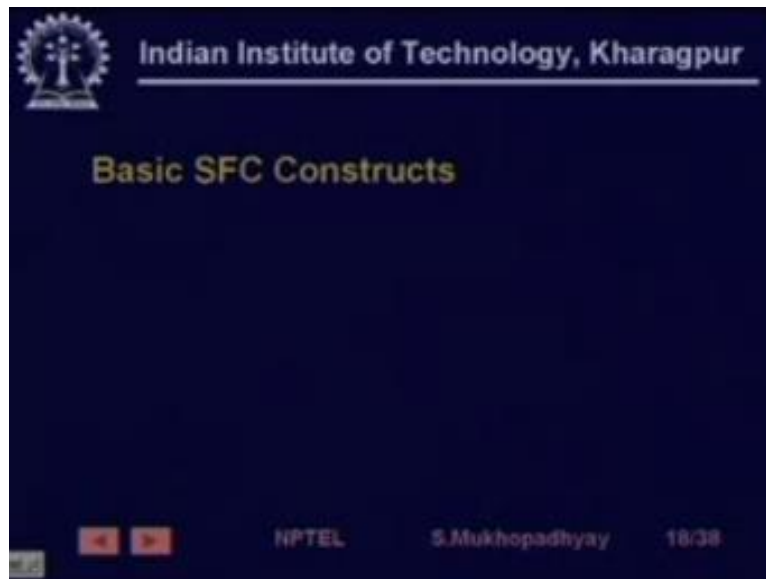 Indian Institute of Technology, Kharagpur
Basic SFC Constructs
NPTEL S.Mukhopadhyay 18/38